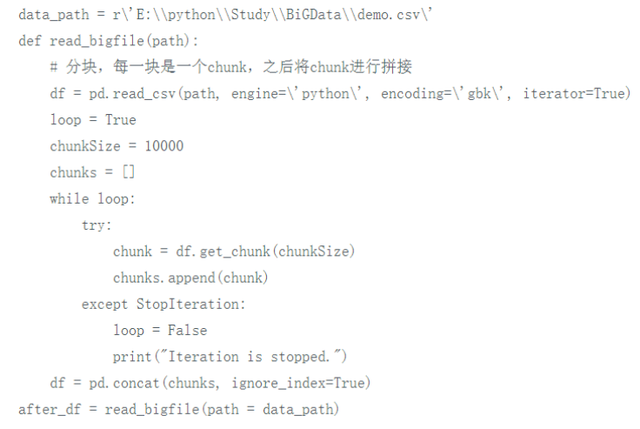 data_path = r\'E:\\python\\Study\\BiGData\\demo.csv\'
def read_bigfile(path):
    # 分块，每一块是一个chunk，之后将chunk进行拼接
    df = pd.read_csv(path, engine=\'python\', encoding=\'gbk\', iterator=True)
    loop = True
    chunkSize = 10000
    chunks = []
    while loop:
        try:
            chunk = df.get_chunk(chunkSize)
            chunks.append(chunk)
        except StopIteration:
            loop = False
            print("Iteration is stopped.")
    df = pd.concat(chunks, ignore_index=True)
after_df = read_bigfile(path = data_path)